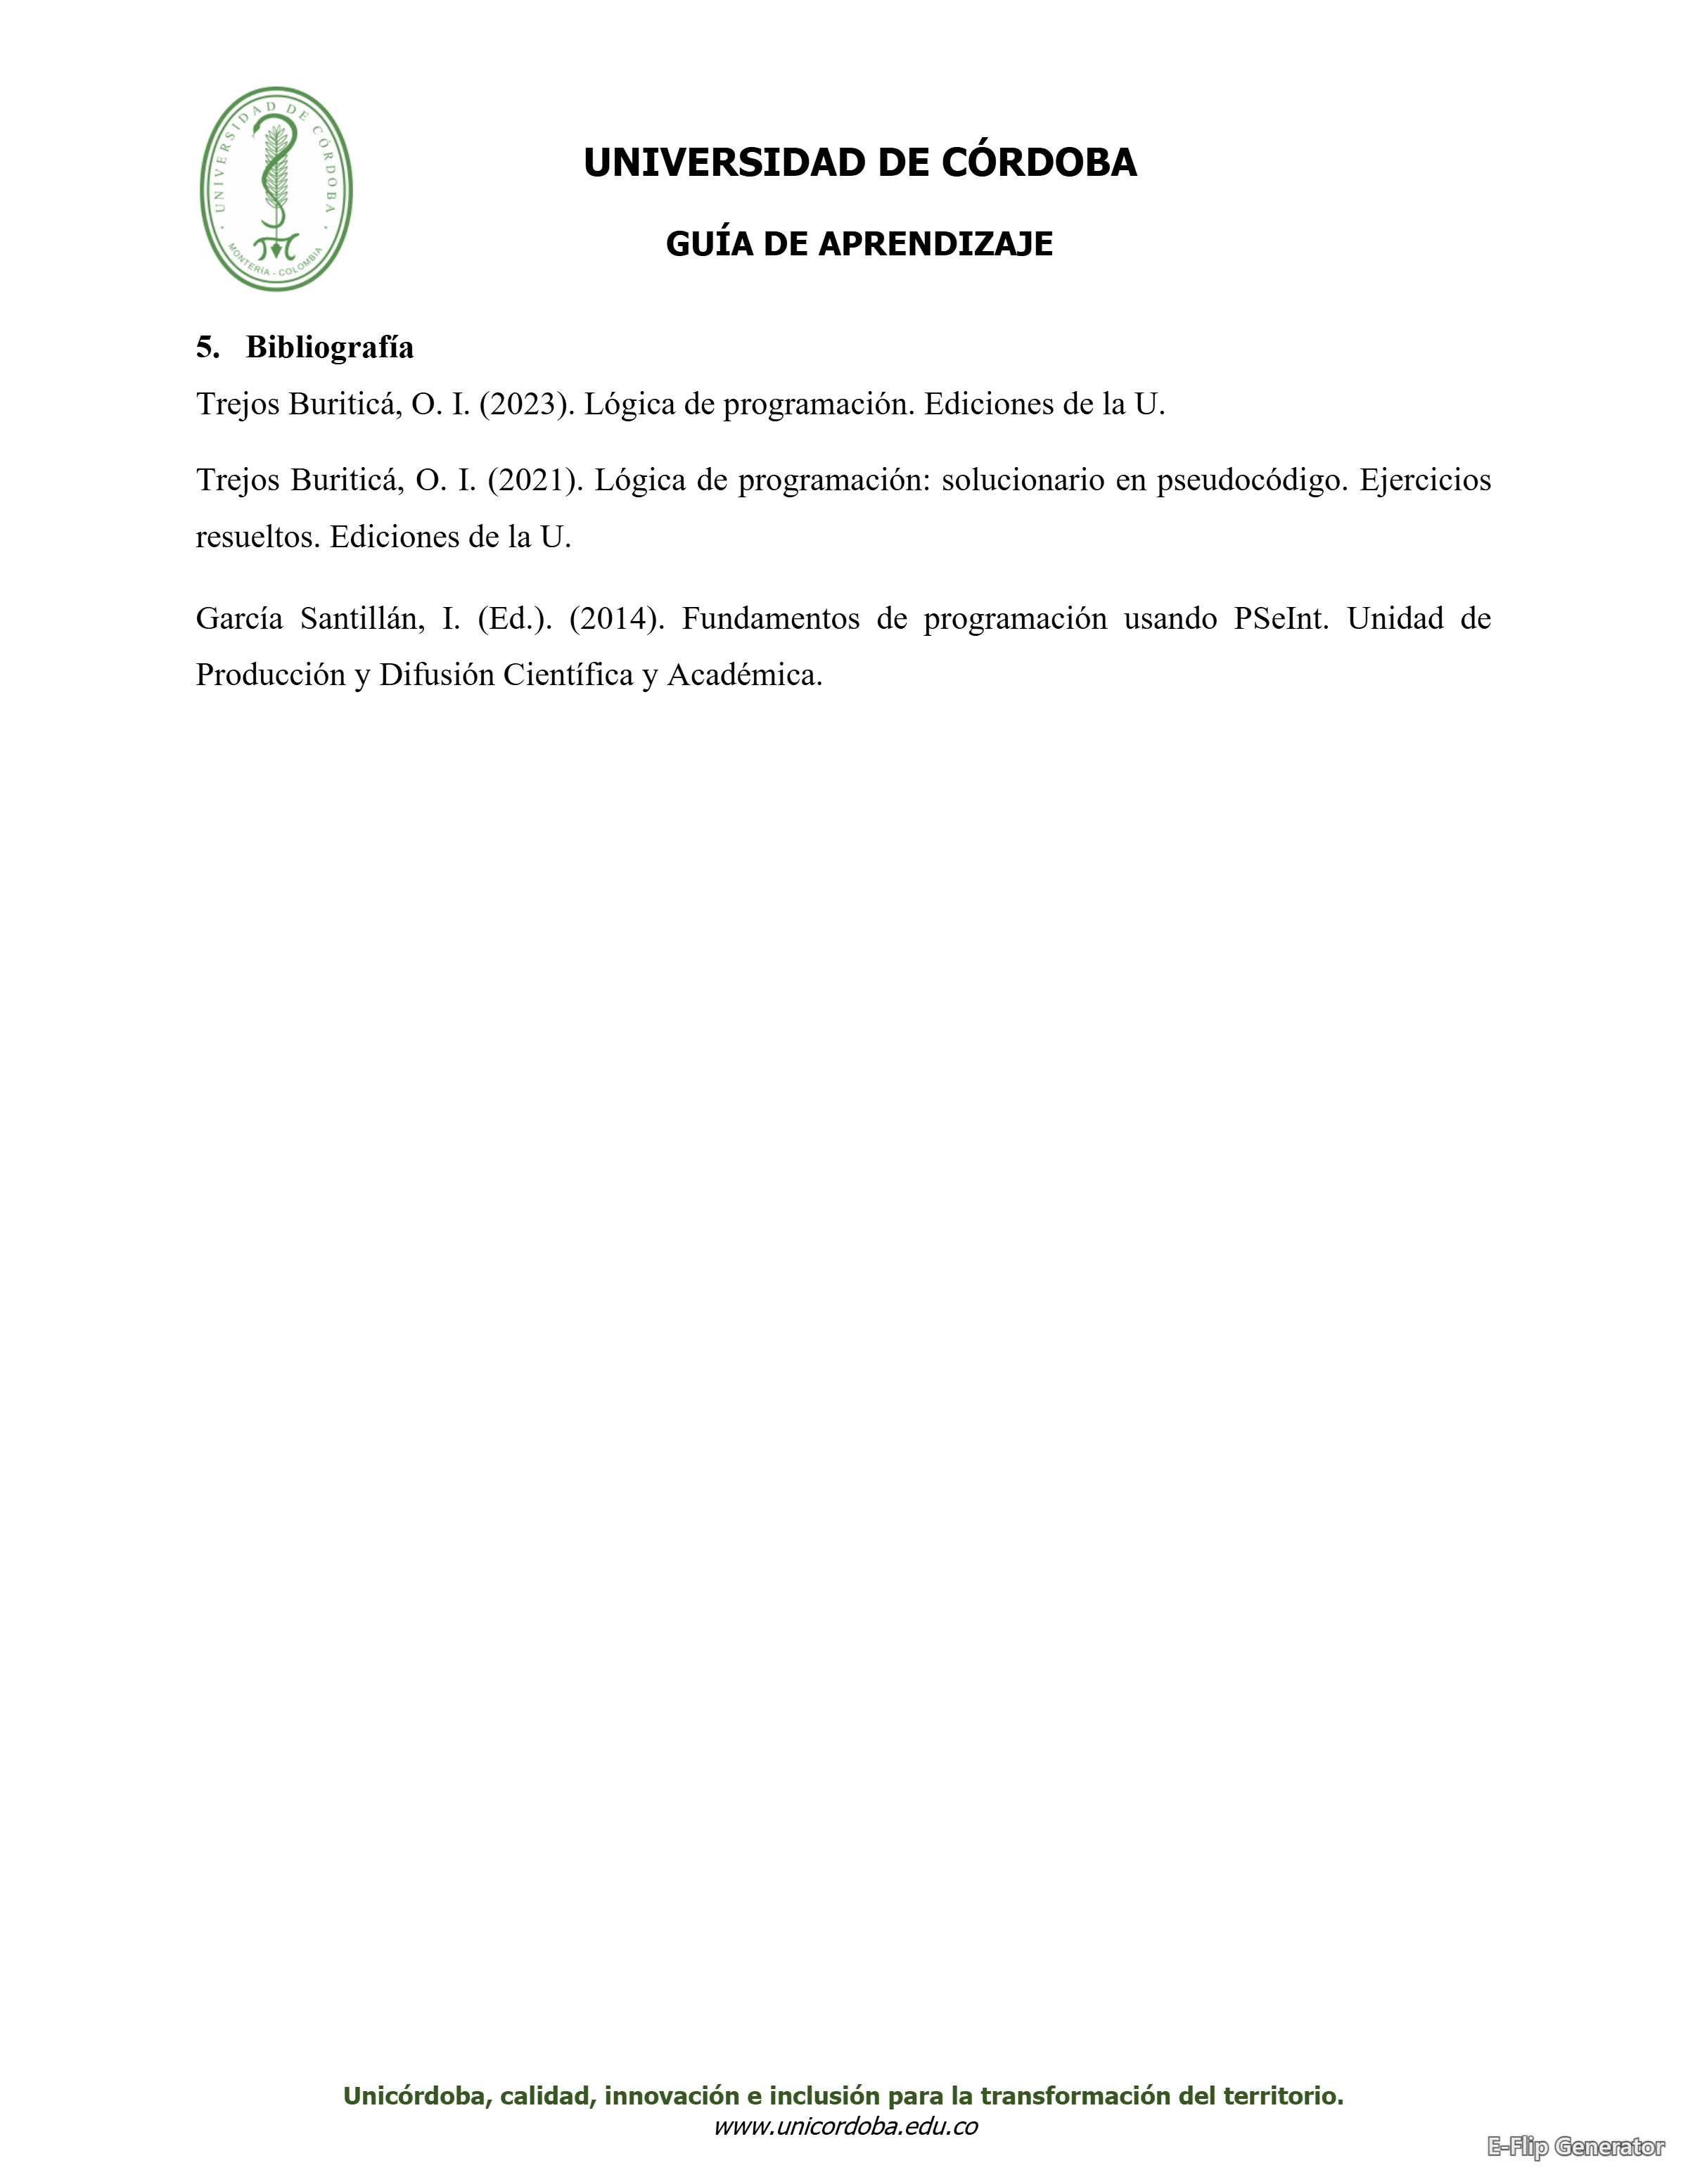 UNIVERSIDAD DE CÓRDOBA
MONTERÍA - COLOMBIA
UNIVERSIDAD DE CÓRDOBA
GUÍA DE APRENDIZAJE
5. Bibliografía
Trejos Buriticá, O. I. (2023). Lógica de programación. Ediciones de la U.
Trejos Buriticá, O. I. (2021). Lógica de programación: solucionario en pseudocódigo. Ejercicios
resueltos. Ediciones de la U.
García Santillán, I. (Ed.). (2014). Fundamentos de programación usando PSeInt. Unidad de
Producción y Difusión Científica y Académica.
Unicórdoba, calidad, innovación e inclusión para la transformación del territorio.
www.unicordoba.edu.co
E-Flip Generator